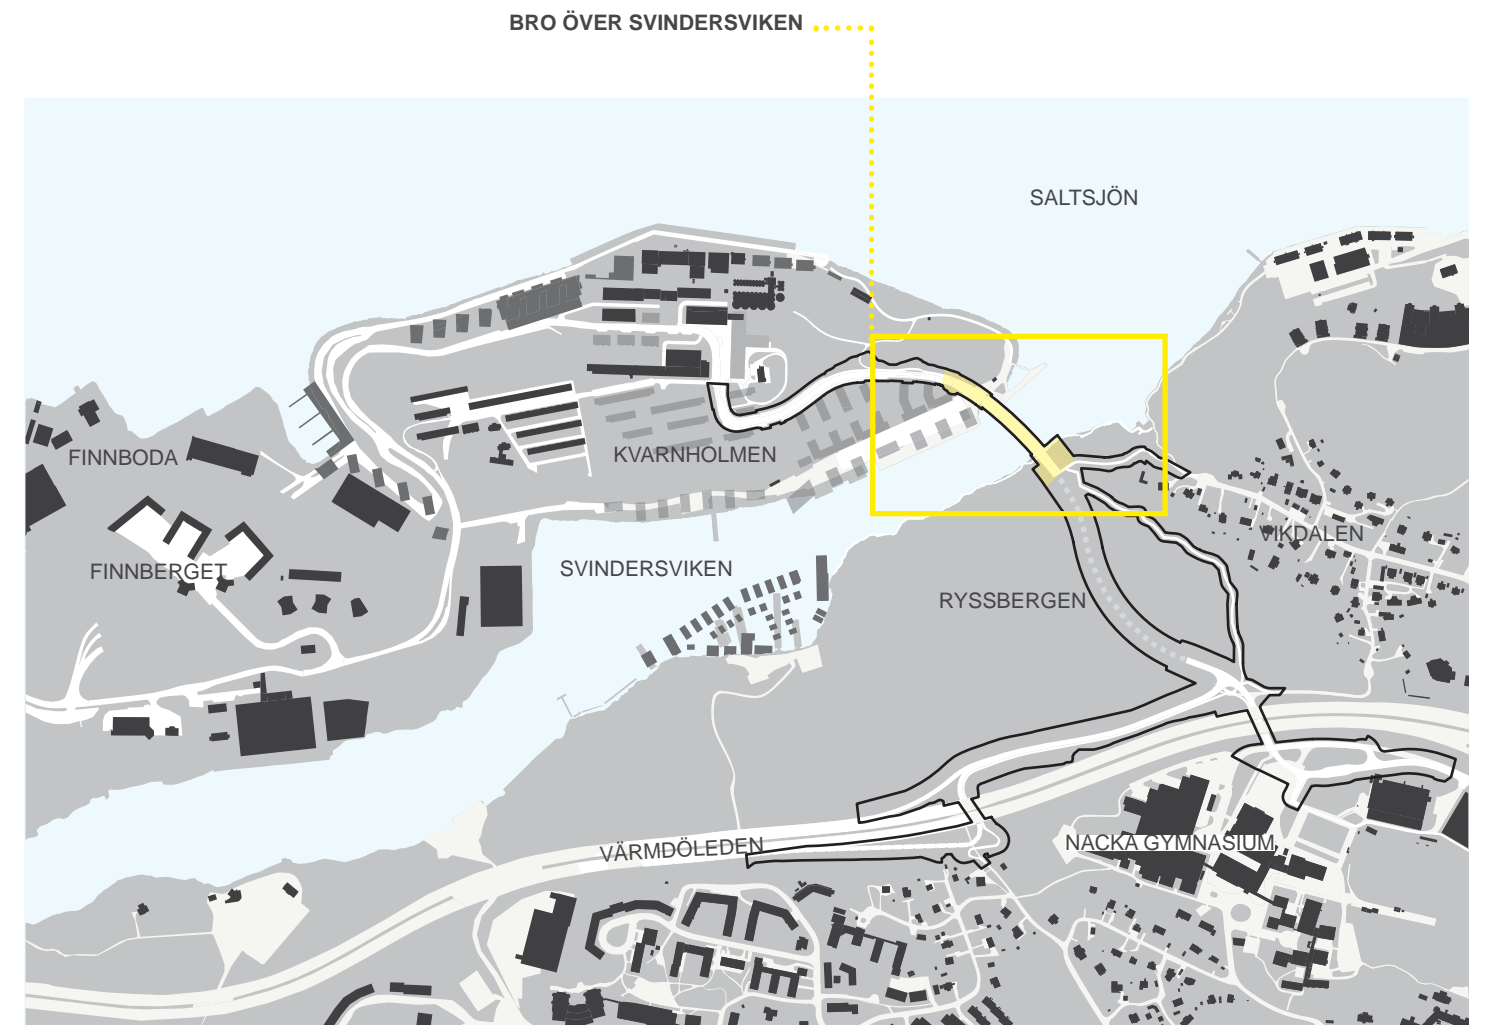 BRO ÖVER SVINDERSVIKEN
SALTSJÖN
FINNBODA
KVARNHOLMEN
VIKDALEN
FINNBERGET
SVINDERSVIKEN
RYSSBERGEN
VÄRMDÖLEDEN
NACKA GYMNASIUM